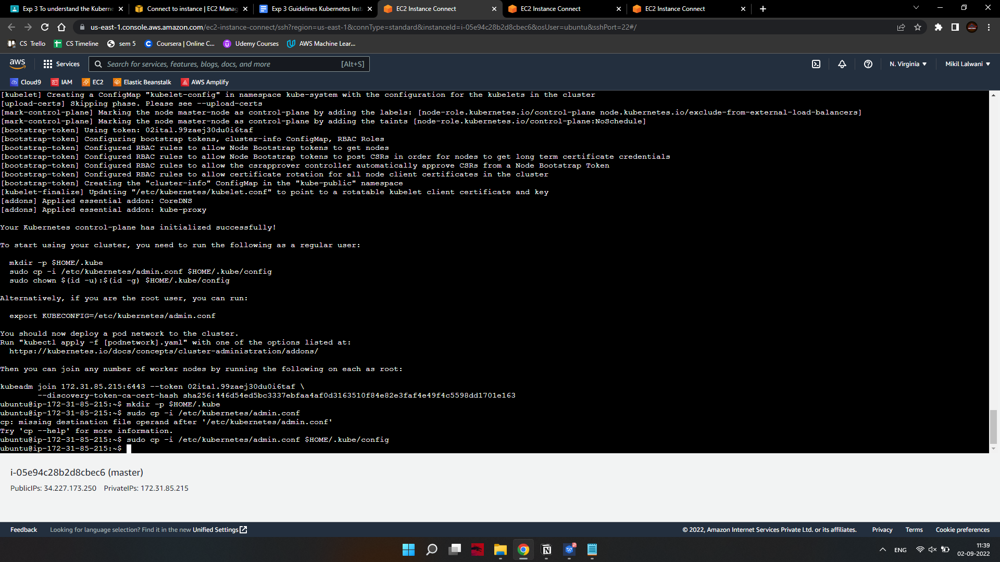 Exp 3 To understand the Kuberne
Connect to instance | EC2 Manag
Exp 3 Guidelines Kubernetes Inst
EC2 Instance Connect
EC2 Instance Connect
EC2 Instance Connect
us-east-1.console.aws.amazon.com/ec2-instance-connect/ssh?region=us-east-1&connType=standard&instanceId=i-05e94c28b2d8cbec6&osUser=ubuntu&sshPort=22#/
CS Trello
CS Timeline
sem 5
Coursera | Online C...
Udemy Courses
AWS Machine Lear...
aws
Services
Search for services, features, blogs, docs, and more
[Alt+S]
N. Virginia
Mikil Lalwani
Cloud9
IAM
EC2
Elastic Beanstalk
AWS Amplify
[kubelet] Creating a ConfigMap "kubelet-config" in namespace kube-system with the configuration for the kubelets in the cluster
[upload-certs] Skipping phase. Please see --upload-certs
[mark-control-plane] Marking the node master-node as control-plane by adding the labels: [node-role.kubernetes.io/control-plane node.kubernetes.io/exclude-from-external-load-balancers]
[mark-control-plane] Marking the node master-node as control-plane by adding the taints [node-role.kubernetes.io/control-plane:NoSchedule]
[bootstrap-token] Using token: 02ital.99zaej30du0i6taf
[bootstrap-token] Configuring bootstrap tokens, cluster-info ConfigMap, RBAC Roles
[bootstrap-token] Configured RBAC rules to allow Node Bootstrap tokens to get nodes
[bootstrap-token] Configured RBAC rules to allow Node Bootstrap tokens to post CSRs in order for nodes to get long term certificate credentials
[bootstrap-token] Configured RBAC rules to allow the csrapprover controller automatically approve CSRs from a Node Bootstrap Token
[bootstrap-token] Configured RBAC rules to allow certificate rotation for all node client certificates in the cluster
[bootstrap-token] Creating the "cluster-info" ConfigMap in the "kube-public" namespace
[kubelet-finalize] Updating "/etc/kubernetes/kubelet.conf" to point to a rotatable kubelet client certificate and key
[addons] Applied essential addon: CoreDNS
[addons] Applied essential addon: kube-proxy
Your Kubernetes control-plane has initialized successfully!
To start using your cluster, you need to run the following as a regular user:
mkdir -p $HOME/.kube
sudo cp -i /etc/kubernetes/admin.conf $HOME/.kube/config
sudo chown $(id -u):$(id -g) $HOME/.kube/config
Alternatively, if you are the root user, you can run:
export KUBECONFIG=/etc/kubernetes/admin.conf
You should now deploy a pod network to the cluster.
Run "kubectl apply -f [podnetwork].yaml" with one of the options listed at:
https://kubernetes.io/docs/concepts/cluster-administration/addons/
Then you can join any number of worker nodes by running the following on each as root:
kubeadm join 172.31.85.215:6443 --token 02ital.99zaej30du0i6taf \
--discovery-token-ca-cert-hash sha256:446d54ed5bc3337ebfaa4af0d3163510f84e82e3faf4e49f4c5598dd1701e163
ubuntu@ip-172-31-85-215:~$ mkdir -p $HOME/.kube
ubuntu@ip-172-31-85-215:~$ sudo cp -i /etc/kubernetes/admin.conf
cp: missing destination file operand after '/etc/kubernetes/admin.conf'
Try 'cp --help' for more information.
ubuntu@ip-172-31-85-215:~$ sudo cp -i /etc/kubernetes/admin.conf $HOME/.kube/config
ubuntu@ip-172-31-85-215:~$
i-05e94c28b2d8cbec6 (master)
PublicIPs: 34.227.173.250 PrivateIPs: 172.31.85.215
Feedback
Looking for language selection? Find it in the new Unified Settings
© 2022, Amazon Internet Services Private Ltd. or its affiliates.
Privacy
Terms
Cookie preferences
ENG
11:39
02-09-2022